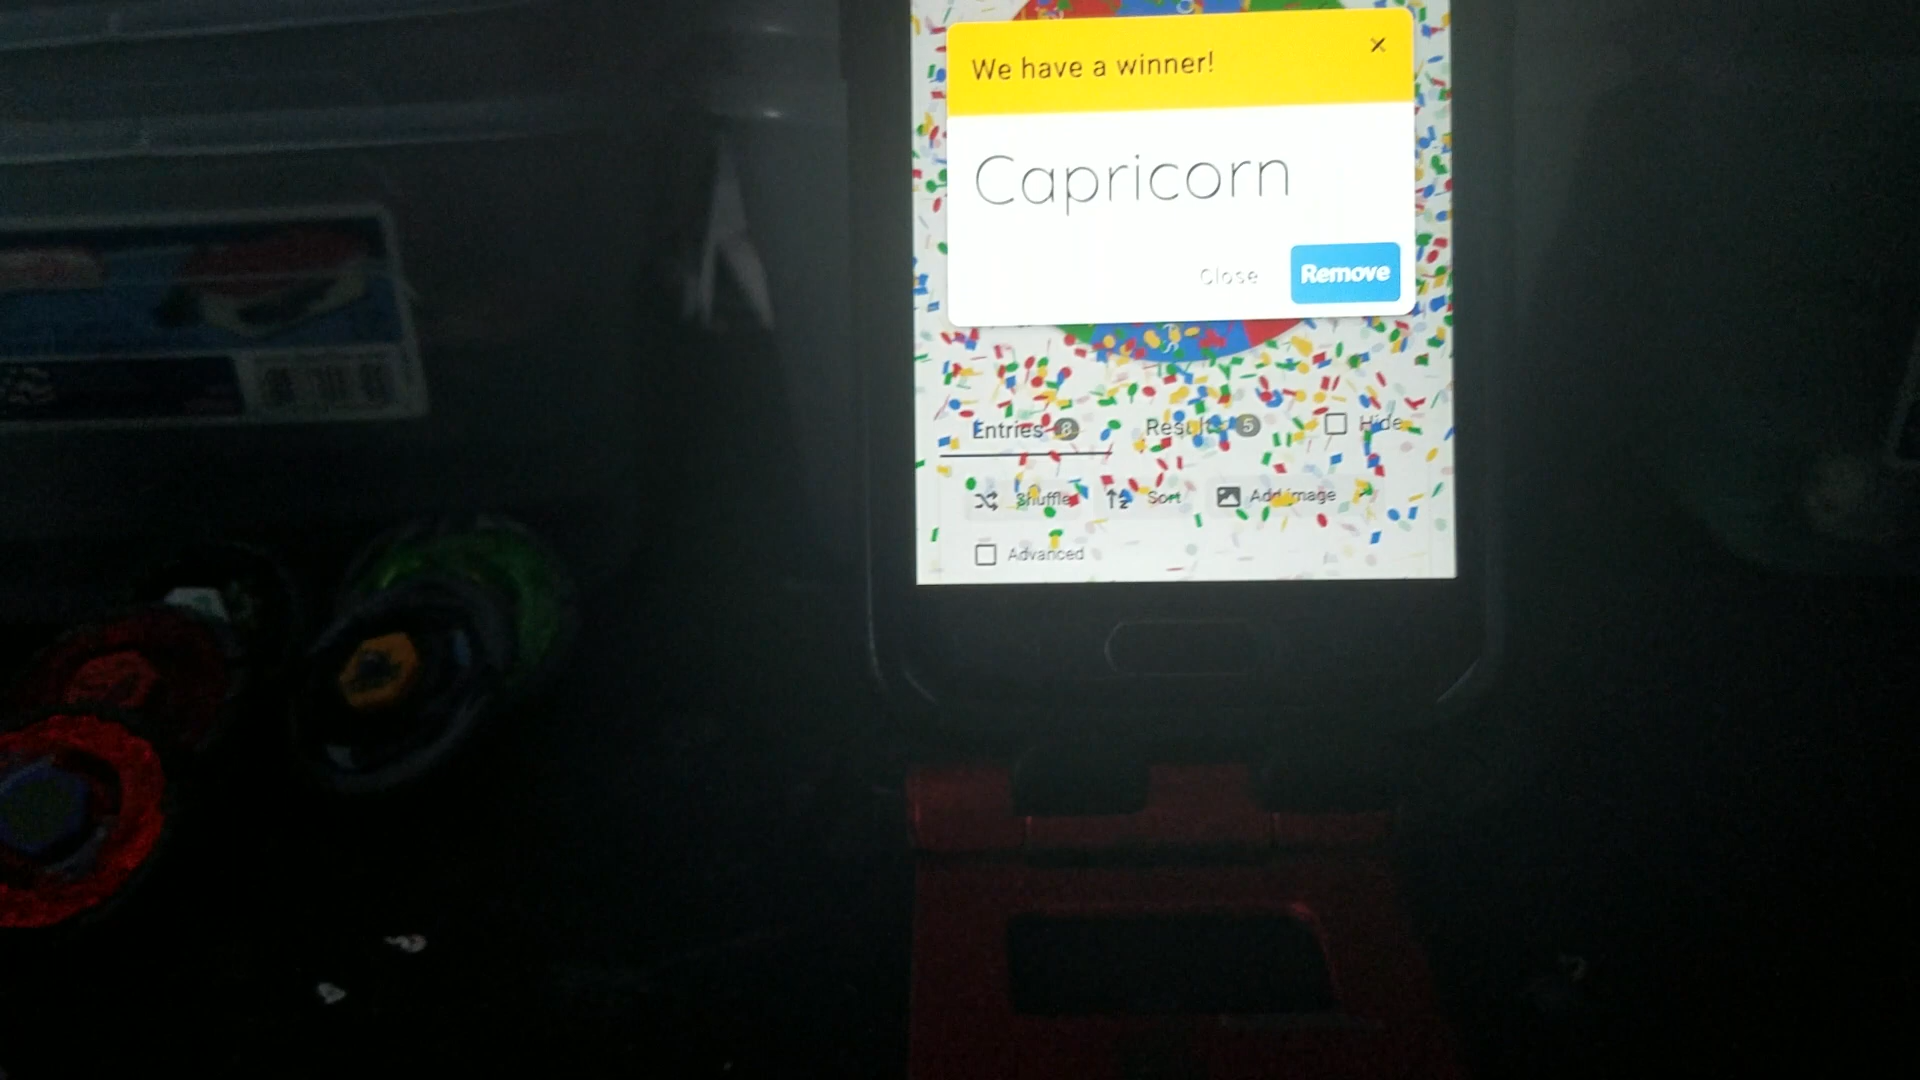 We have a winner!
Capricorn
Close Remove
Entries 8 Results 5 Hide
Shuffle Sort Add image
Advanced